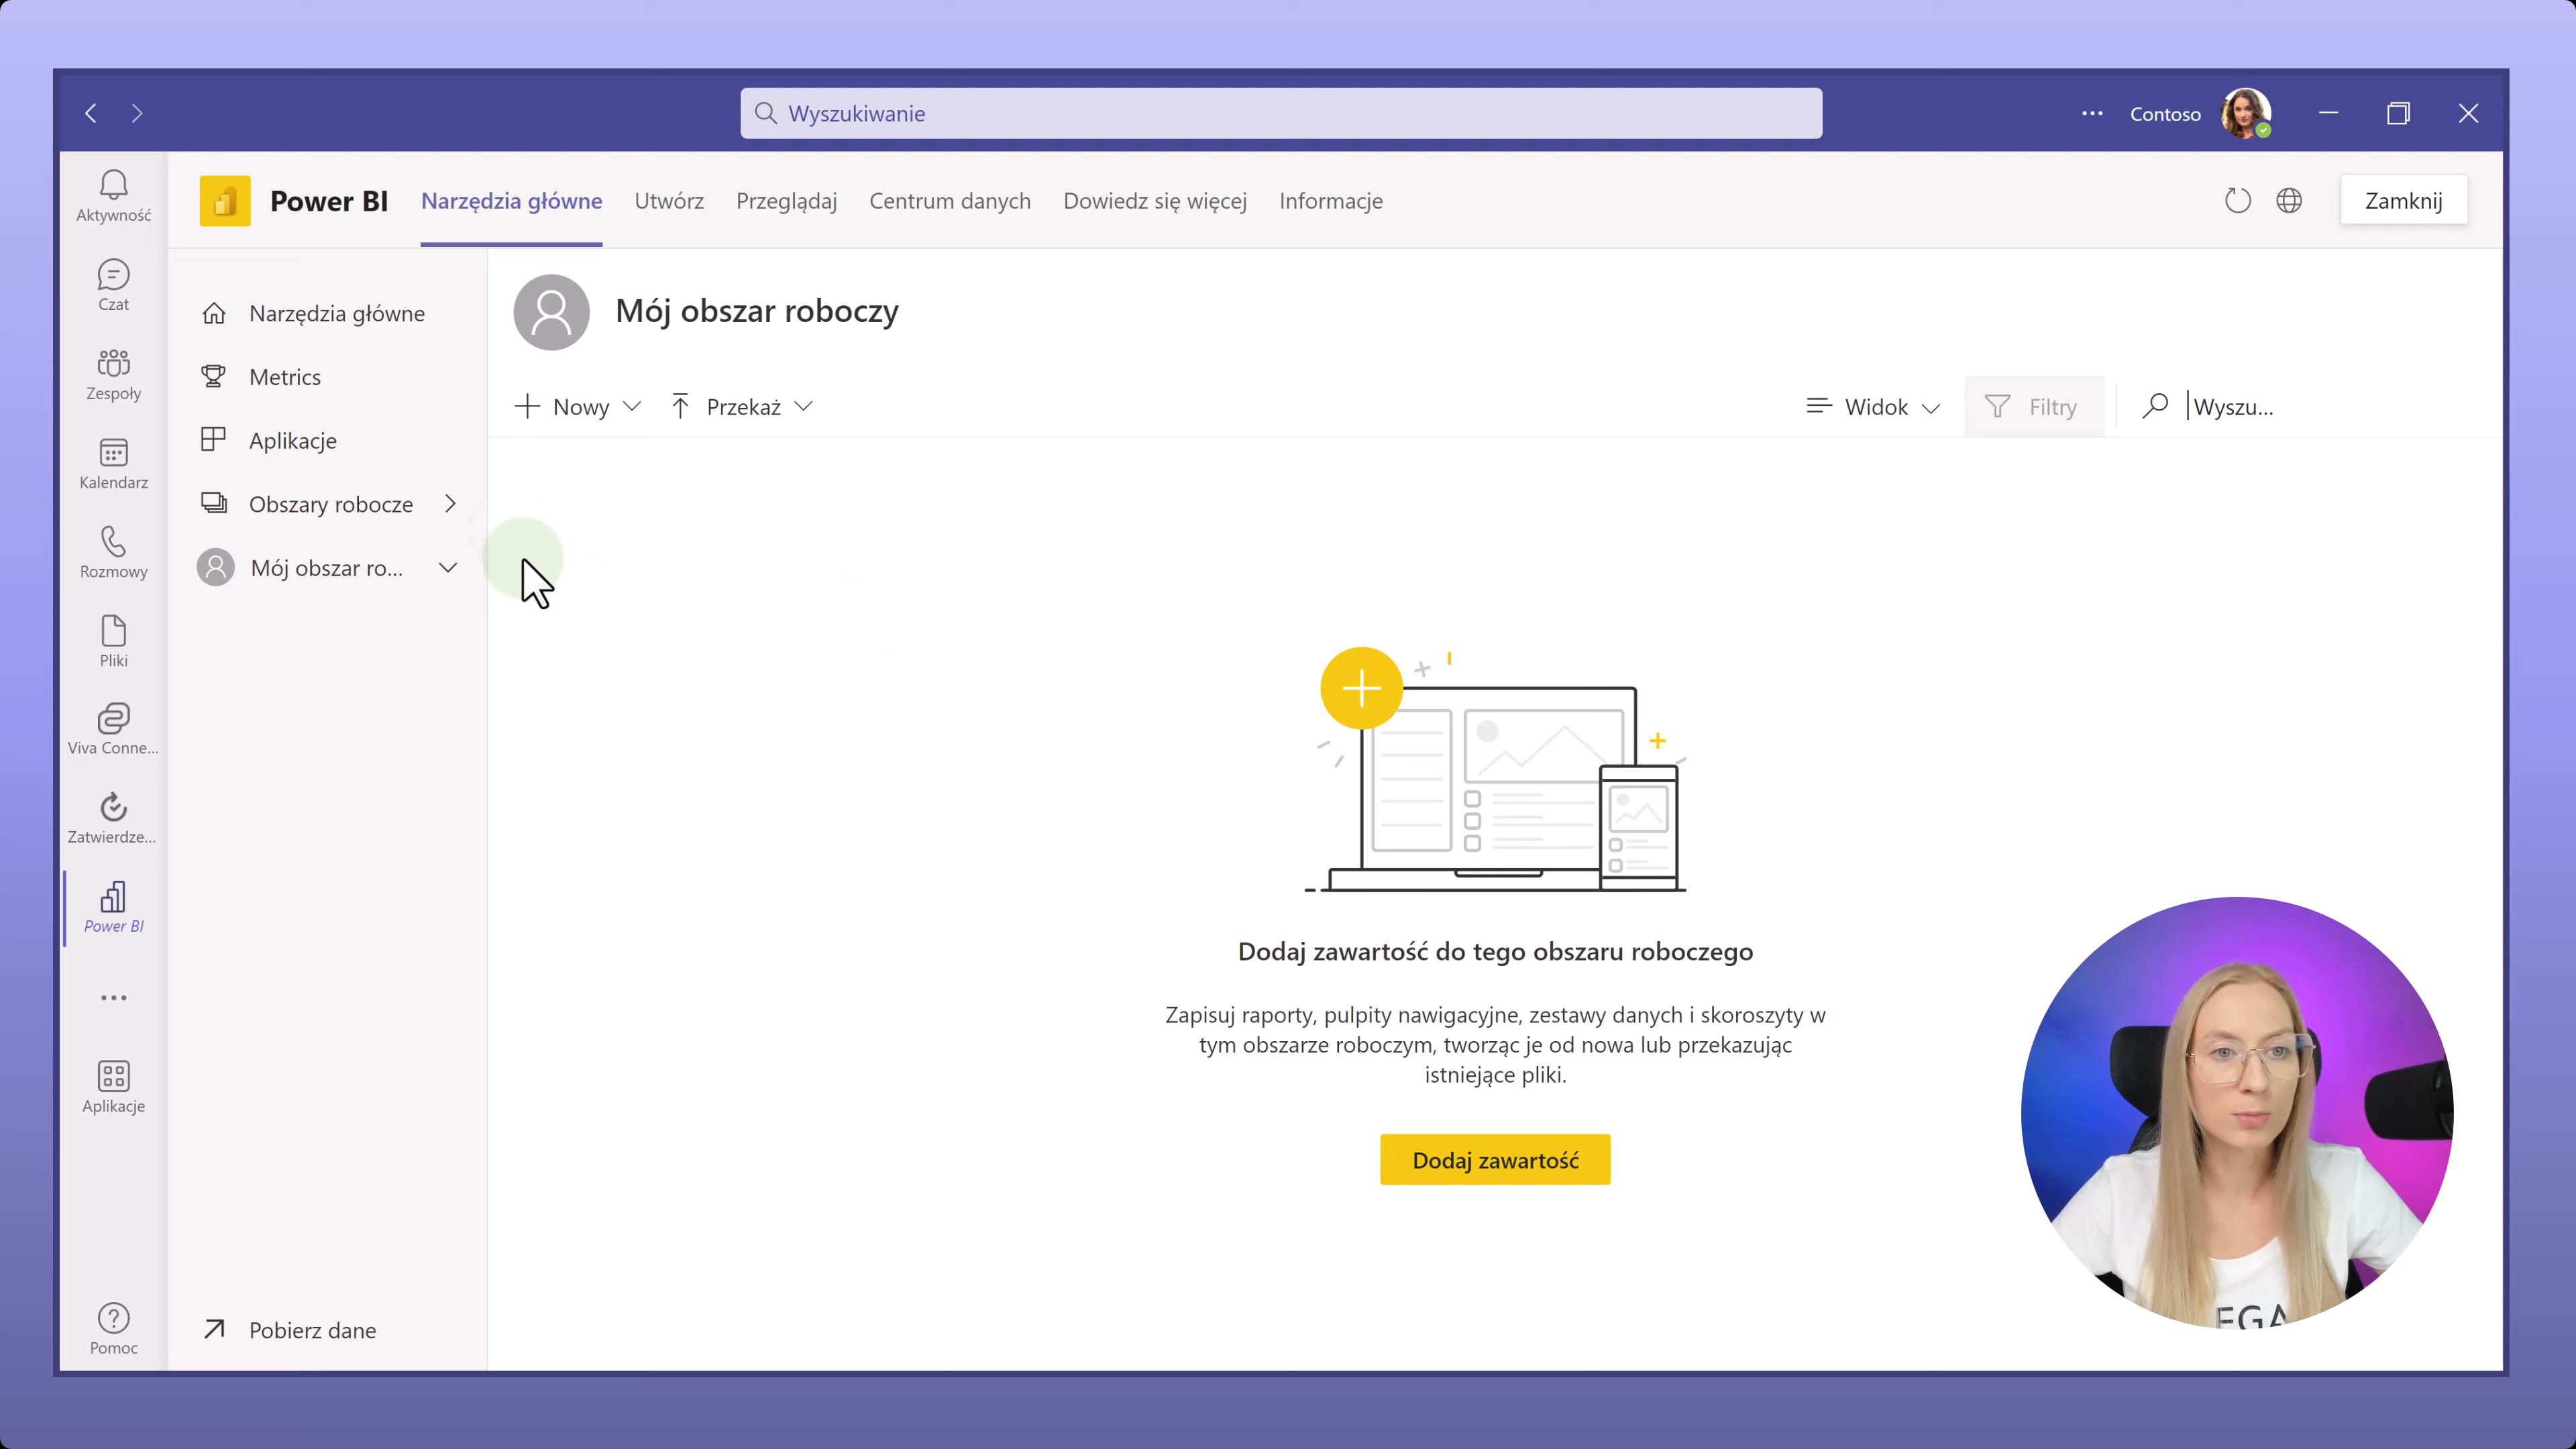 Wyszukiwanie
Contoso
Power BI
Narzędzia główne
Utwórz
Przeglądaj
Centrum danych
Dowiedz się więcej
Informacje
Zamknij
Aktywność
Czat
Zespoły
Kalendarz
Rozmowy
Pliki
Viva Conne...
Zatwierdze...
Power BI
Aplikacje
Pomoc
Narzędzia główne
Metrics
Aplikacje
Obszary robocze
Mój obszar ro...
Pobierz dane
Mój obszar roboczy
Nowy
Przekaż
Widok
Filtry
Wyszu...
Dodaj zawartość do tego obszaru roboczego
Zapisuj raporty, pulpity nawigacyjne, zestawy danych i skoroszyty w
tym obszarze roboczym, tworząc je od nowa lub przekazując
istniejące pliki.
Dodaj zawartość